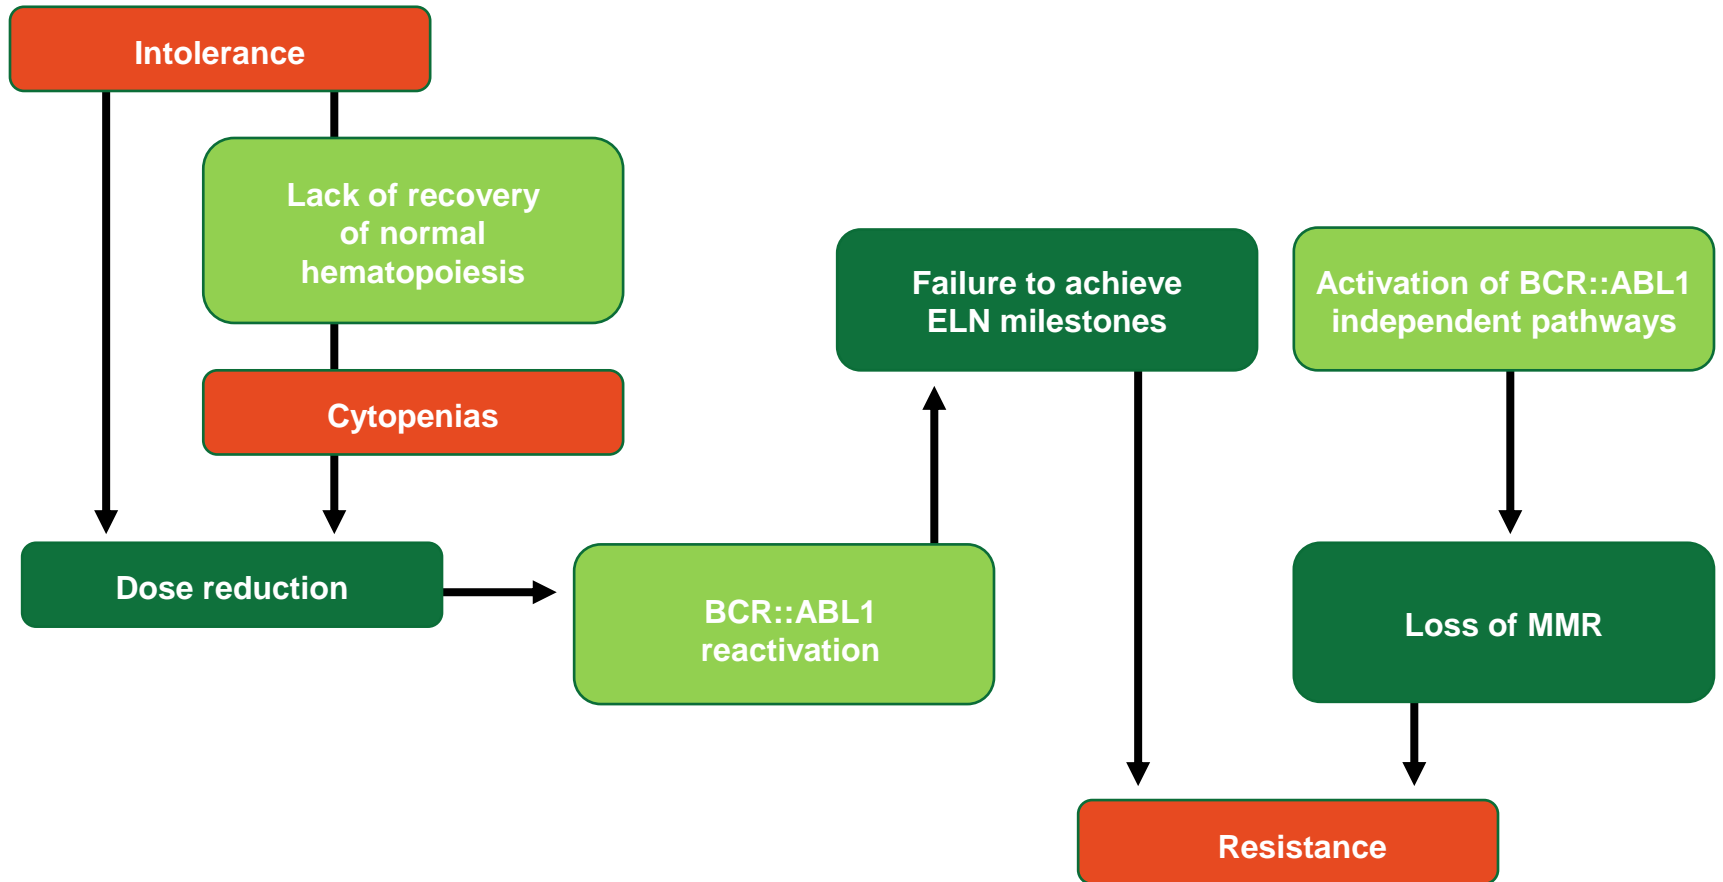 Intolerance
Lack of recovery
of normal
hematopoiesis
Cytopenias
Dose reduction
BCR::ABL1
reactivation
Failure to achieve
ELN milestones
Activation of BCR::ABL1
independent pathways
Loss of MMR
Resistance